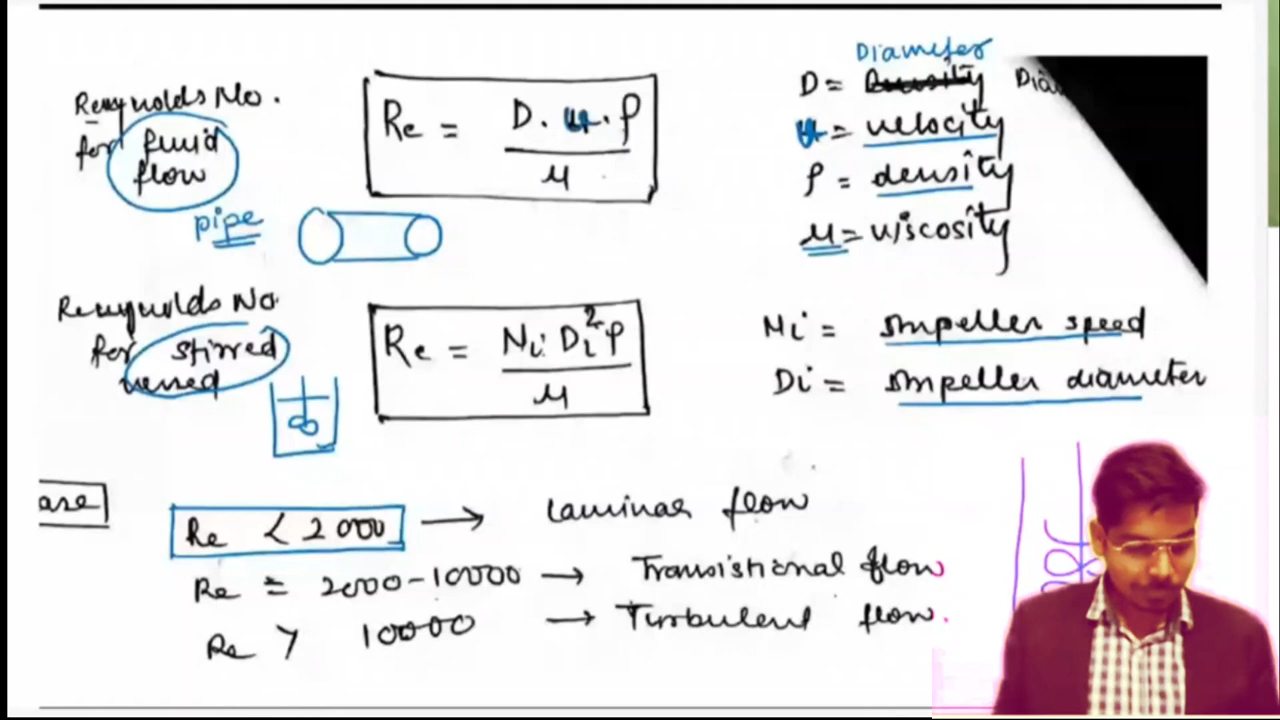 Diameter
Reynolds No.
for fluid
flow
Re = D. u. ρ / μ
D = Density Dia
u = velocity
ρ = density
μ = viscosity
pipe
Reynolds No
for stirred
vessel
Re = Ni Di² ρ / μ
Ni = Impeller speed
Di = Impeller diameter
ase
Re < 2000 → Laminar flow
Re = 2000-10000 → Transistional flow
Re > 10000 → Turbulent flow.